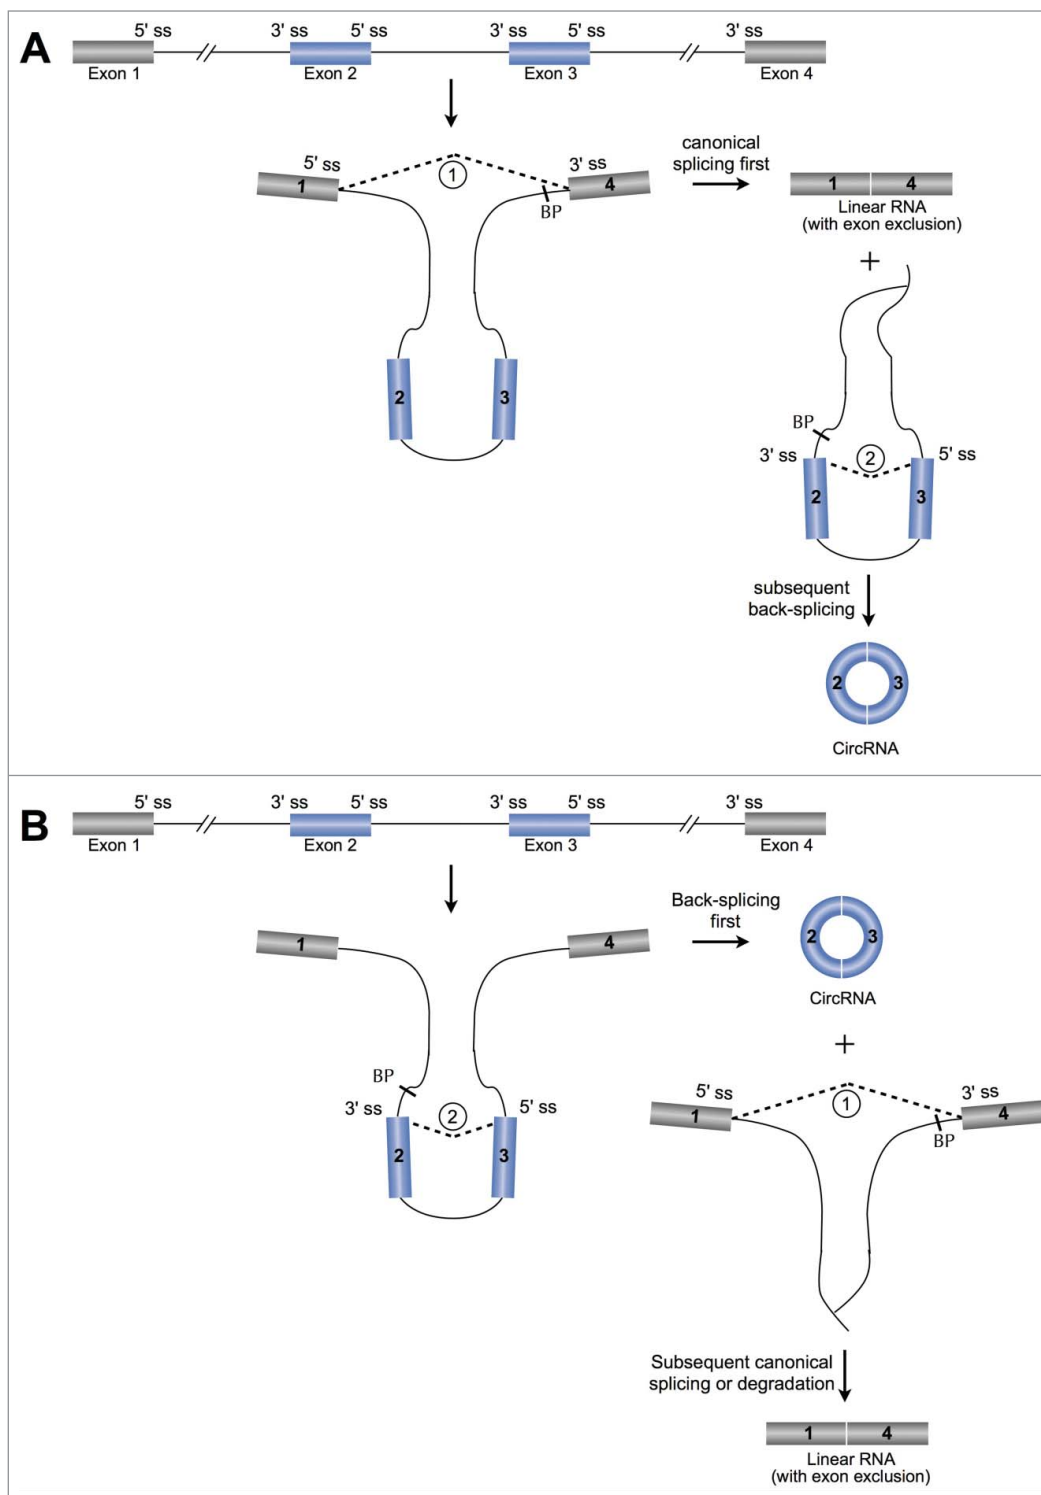 A
5' ss 3' ss 5' ss 3' ss 5' ss 3' ss
Exon 1 Exon 2 Exon 3 Exon 4
5' ss 3' ss
1 1 4
BP
canonical
splicing first
1 4
Linear RNA
(with exon exclusion)
+
2 3
BP
3' ss 2 5' ss
2 3
subsequent
back-splicing
2 3
CircRNA
B
5' ss 3' ss 5' ss 3' ss 5' ss 3' ss
Exon 1 Exon 2 Exon 3 Exon 4
1 4
Back-splicing
first
2 3
CircRNA
+
BP
3' ss 2 5' ss
2 3
5' ss 3' ss
1 1 4
BP
Subsequent canonical
splicing or degradation
1 4
Linear RNA
(with exon exclusion)